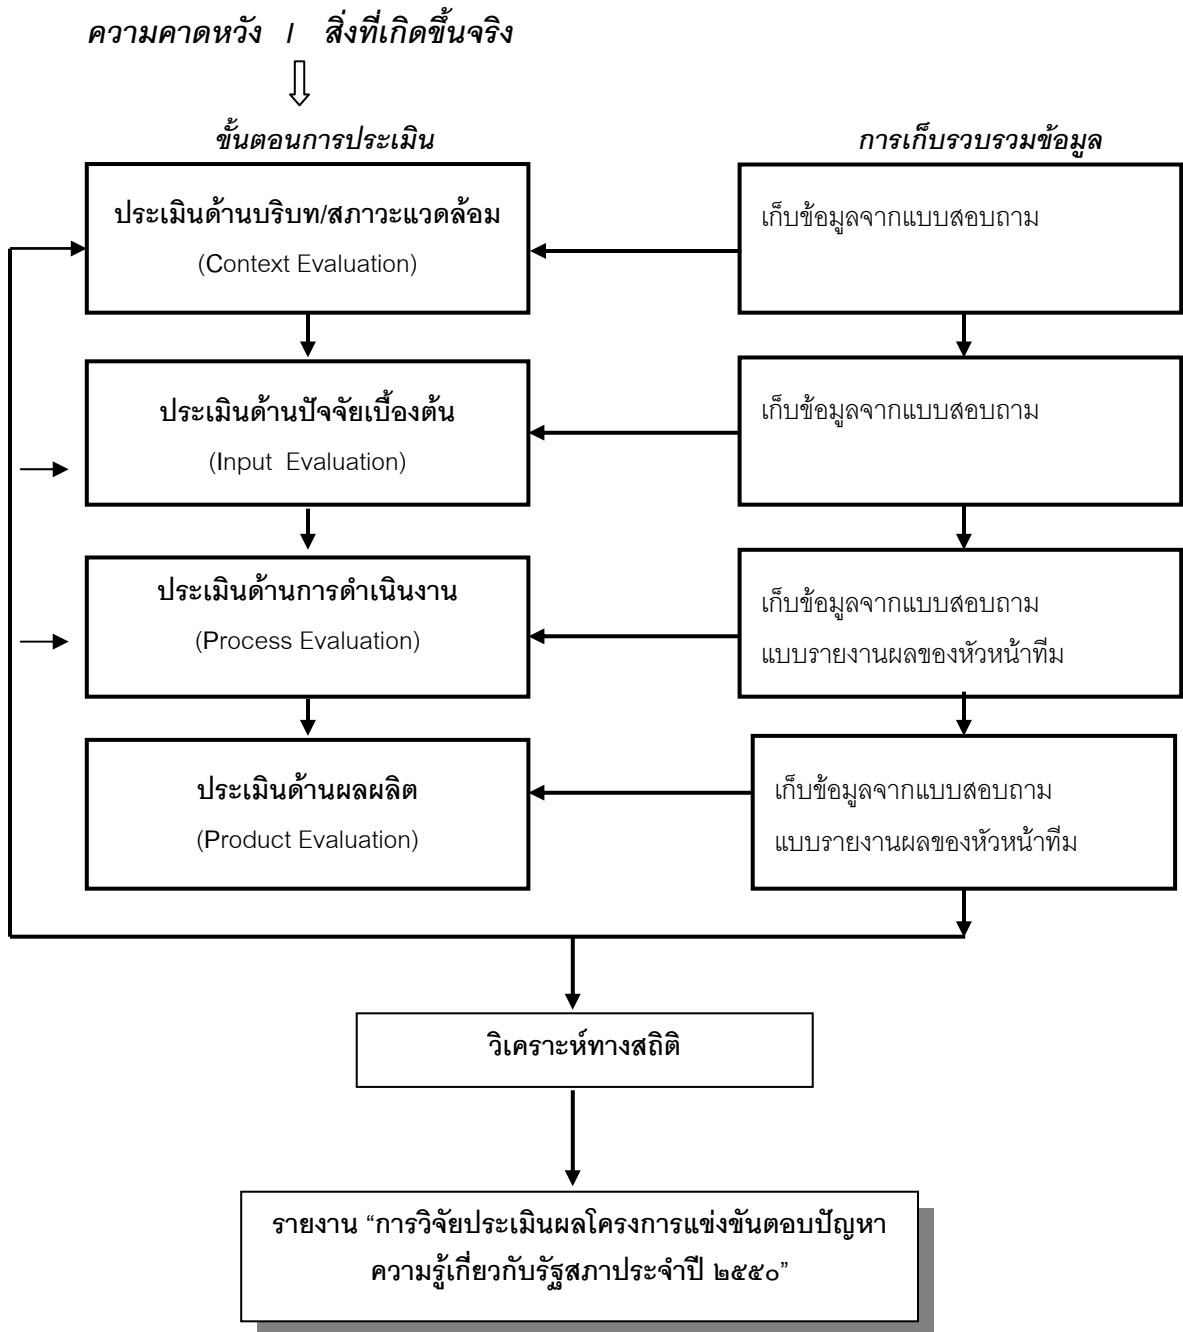 ความคาดหวัง / สิ่งที่เกิดขึ้นจริง
ขั้นตอนการประเมิน
การเก็บรวบรวมข้อมูล
ประเมินด้านบริบท/สภาวะแวดล้อม
(Context Evaluation)
เก็บข้อมูลจากแบบสอบถาม
ประเมินด้านปัจจัยเบื้องต้น
(Input Evaluation)
เก็บข้อมูลจากแบบสอบถาม
ประเมินด้านการดำเนินงาน
(Process Evaluation)
เก็บข้อมูลจากแบบสอบถาม
แบบรายงานผลของหัวหน้าทีม
ประเมินด้านผลผลิต
(Product Evaluation)
เก็บข้อมูลจากแบบสอบถาม
แบบรายงานผลของหัวหน้าทีม
วิเคราะห์ทางสถิติ
รายงาน “การวิจัยประเมินผลโครงการแข่งขันตอบปัญหา
ความรู้เกี่ยวกับรัฐสภาประจำปี ๒๕๕๐”